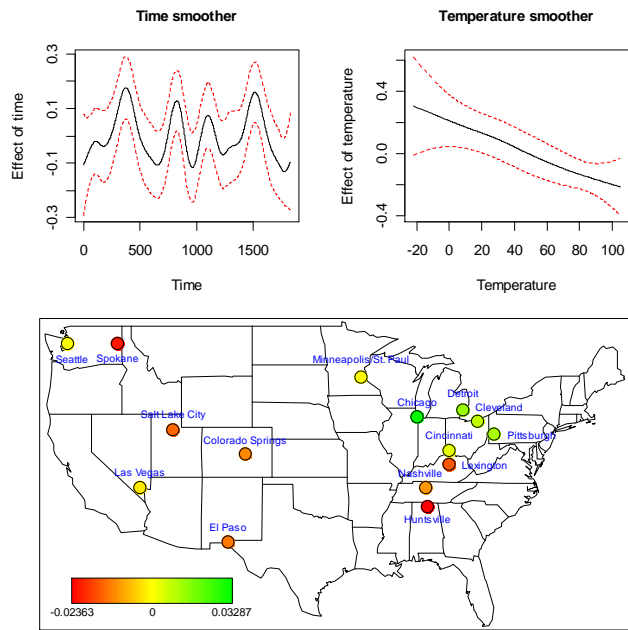 Time smoother
Temperature smoother
Effect of time
-0.3
-0.1
0.1
0.3
0
500
1000
1500
Time
Effect of temperature
-0.4
0.0
0.4
-20
0
20
40
60
80
100
Temperature
Seattle
Spokane
Minneapolis/St. Paul
Detroit
Chicago
Cleveland
Salt Lake City
Colorado Springs
Cincinnati
Pittsburgh
Las Vegas
Nashville
Lexington
Huntsville
El Paso
-0.02363
0
0.03287